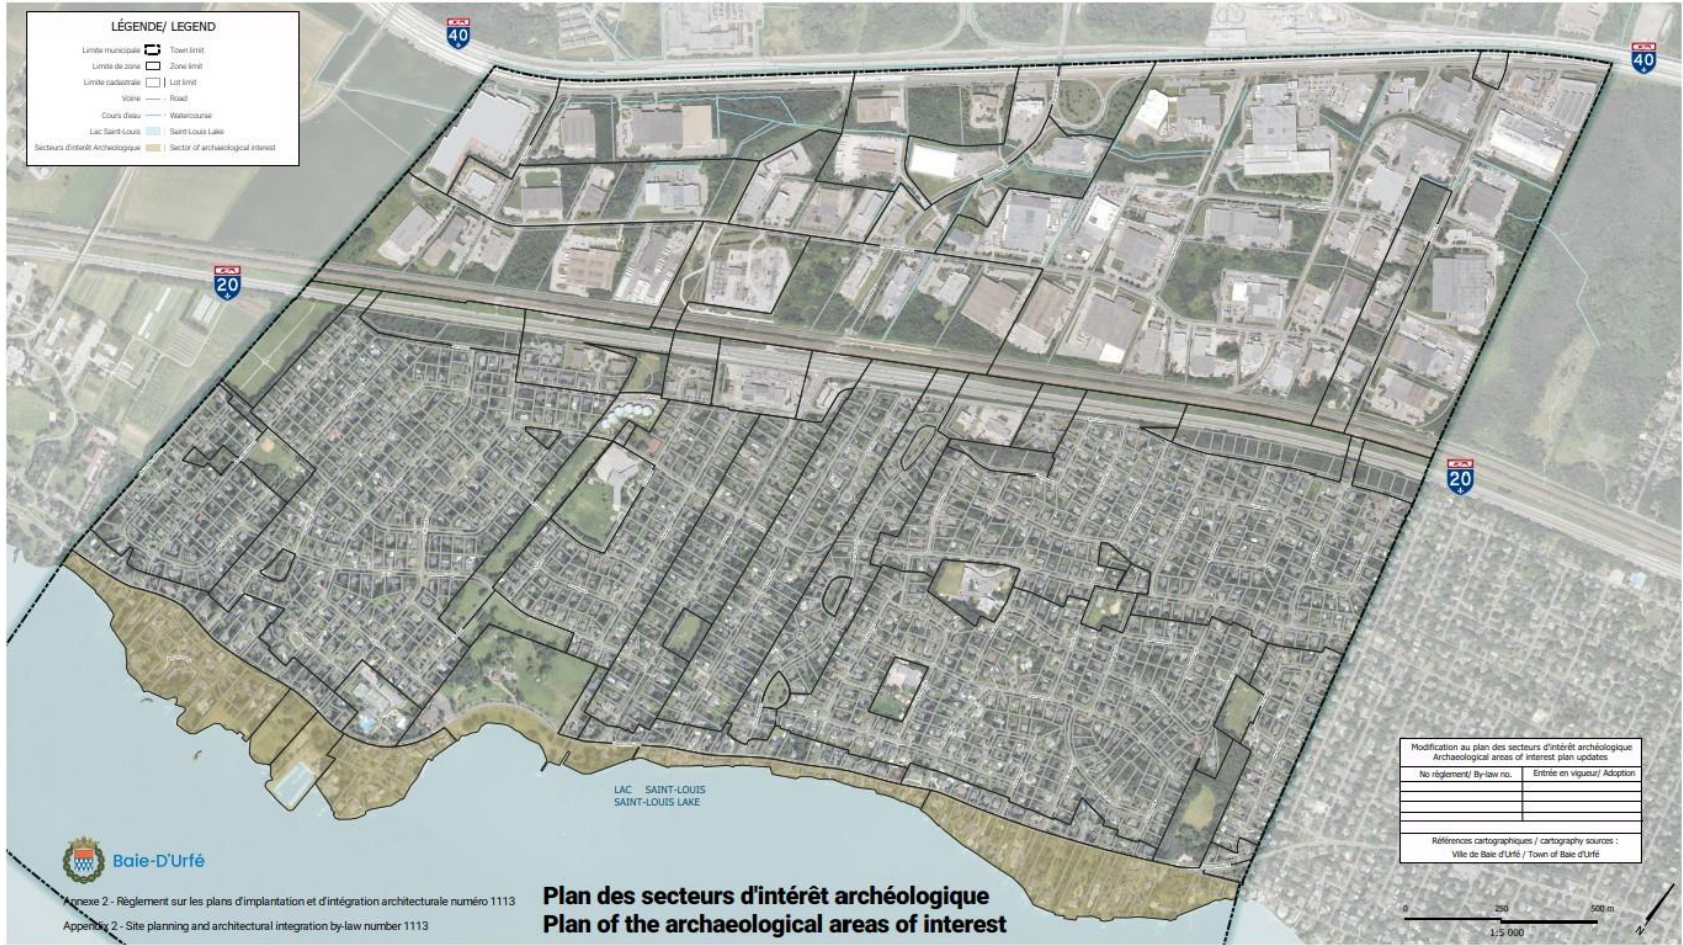 LÉGENDE/ LEGEND
Limite municipale Town limit
Limite de zone Zone limit
Limite cadastrale Lot limit
Voirie Road
Cours d'eau Watercourse
Lac Saint-Louis Saint-Louis Lake
Secteurs d'interêt Archeologique Sector of archaeological interest
40
40
20
20
LAC SAINT-LOUIS
SAINT-LOUIS LAKE
Modification au plan des secteurs d'intérêt archéologique
Archaeological areas of interest plan updates
No règlement/ By-law no. Entrée en vigueur/ Adoption
Références cartographiques / cartography sources :
Ville de Baie d'Urfé / Town of Baie d'Urfé
Baie-D'Urfé
Annexe 2 - Règlement sur les plans d'implantation et d'intégration architecturale numéro 1113
Appendix 2 - Site planning and architectural integration by-law number 1113
Plan des secteurs d'intérêt archéologique
Plan of the archaeological areas of interest
0 250 500 m
1:5 000
N